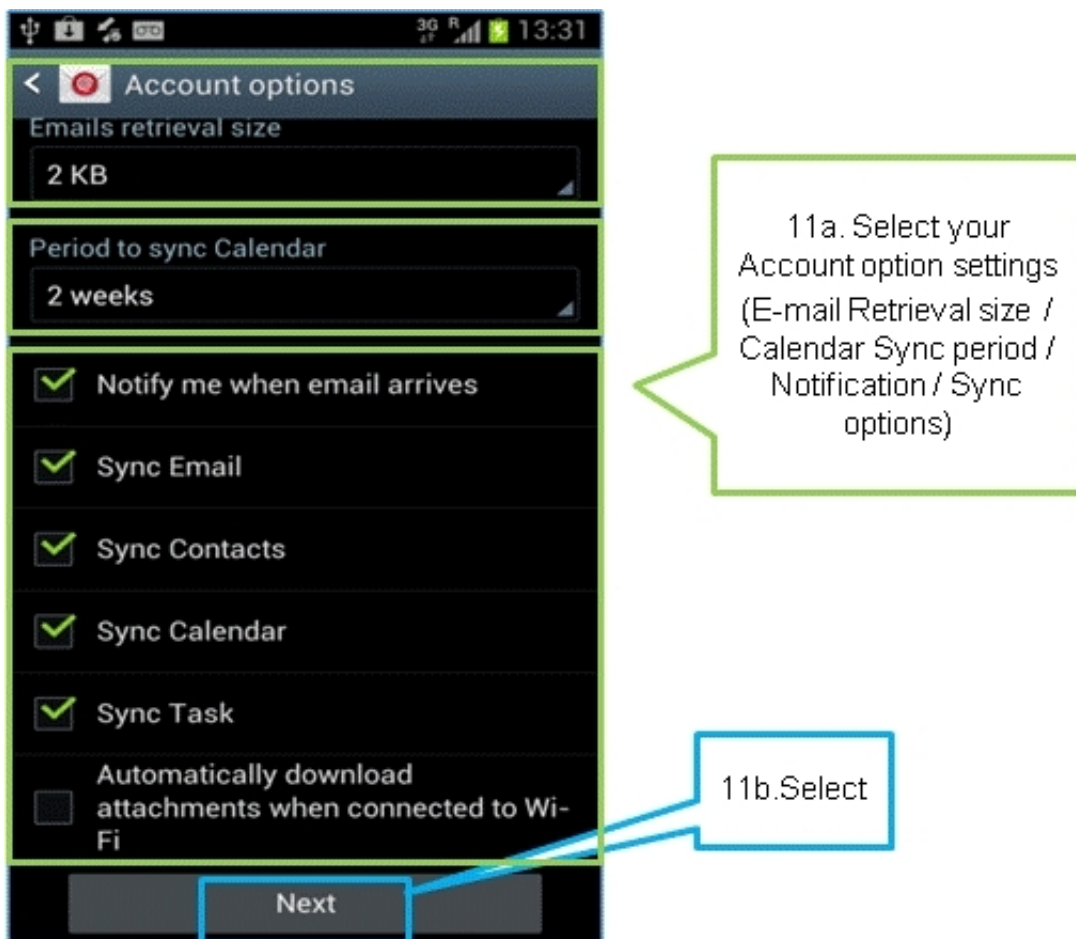 3G R 13:31
< Account options
Emails retrieval size
2 KB
Period to sync Calendar
2 weeks
Notify me when email arrives
Sync Email
Sync Contacts
Sync Calendar
Sync Task
Automatically download
attachments when connected to Wi-
Fi
Next
11a. Select your
Account option settings
(E-mail Retrieval size /
Calendar Sync period /
Notification / Sync
options)
11b.Select